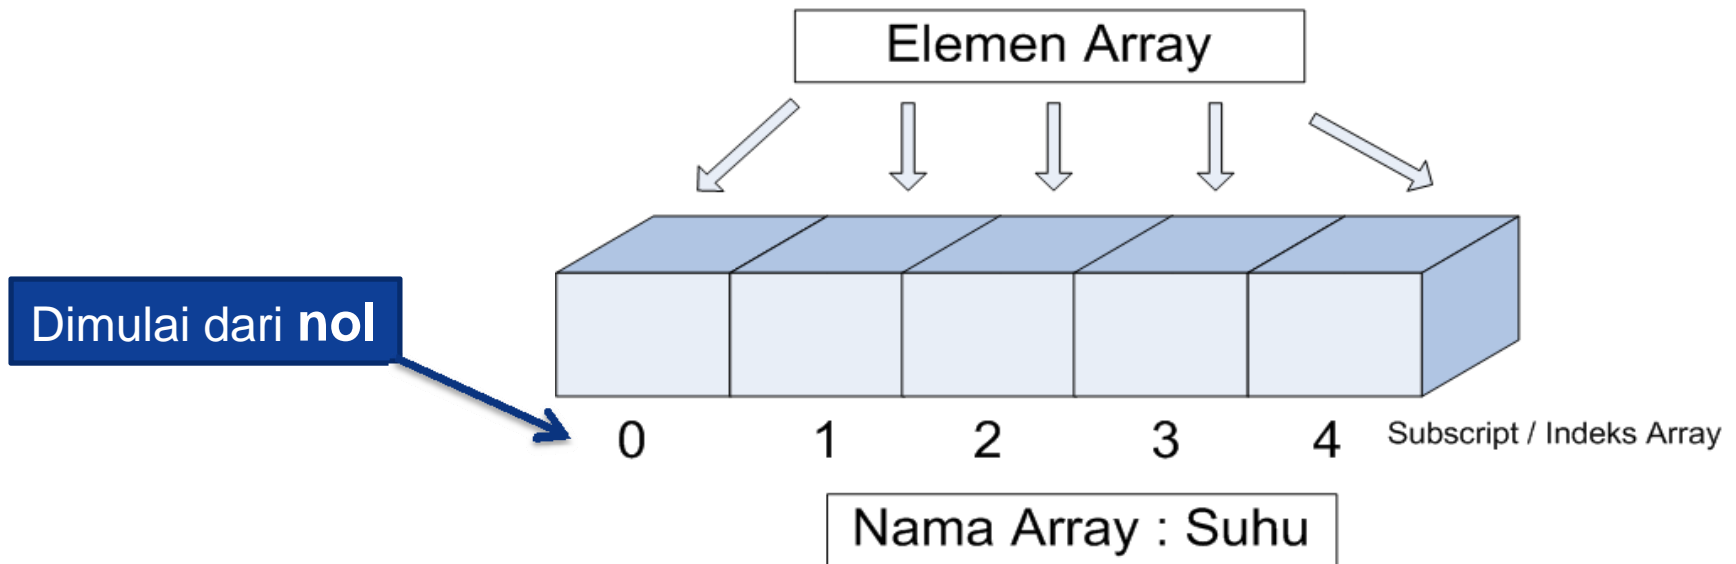 Elemen Array
Dimulai dari nol
0 1 2 3 4 Subscript / Indeks Array
Nama Array : Suhu